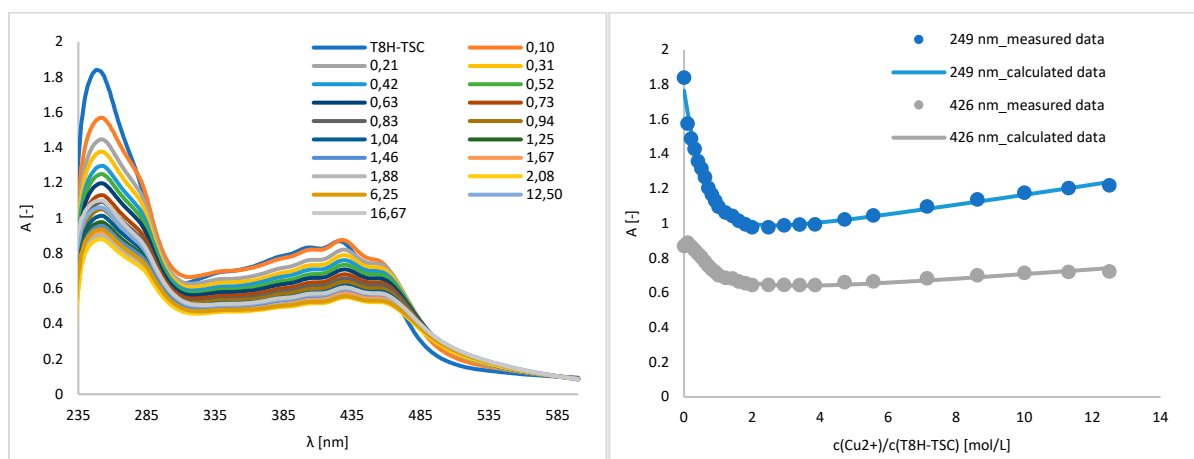 2
1.8
1.6
1.4
1.2
1
0.8
0.6
0.4
0.2
0
A [-]
235 285 335 385 435 485 535 585
λ [nm]
T8H-TSC 0,10
0,21 0,31
0,42 0,52
0,63 0,73
0,83 0,94
1,04 1,25
1,46 1,67
1,88 2,08
6,25 12,50
16,67
2
1.8
1.6
1.4
1.2
1
0.8
0.6
0.4
0.2
0
A [-]
0 2 4 6 8 10 12 14
c(Cu2+)/c(T8H-TSC) [mol/L]
249 nm_measured data
249 nm_calculated data
426 nm_measured data
426 nm_calculated data